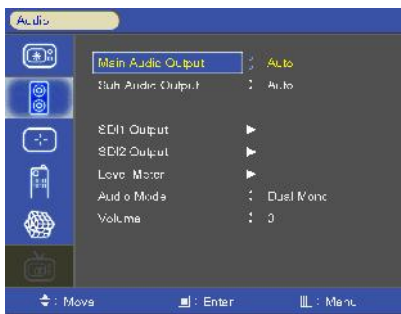 Audio
Main Audio Output : Auto
Sub Audio Output : Auto
SDI1 Output ▶
SDI2 Output ▶
Level Meter ▶
Audio Mode : Dual Mono
Volume : 0
: Move : Enter : Menu